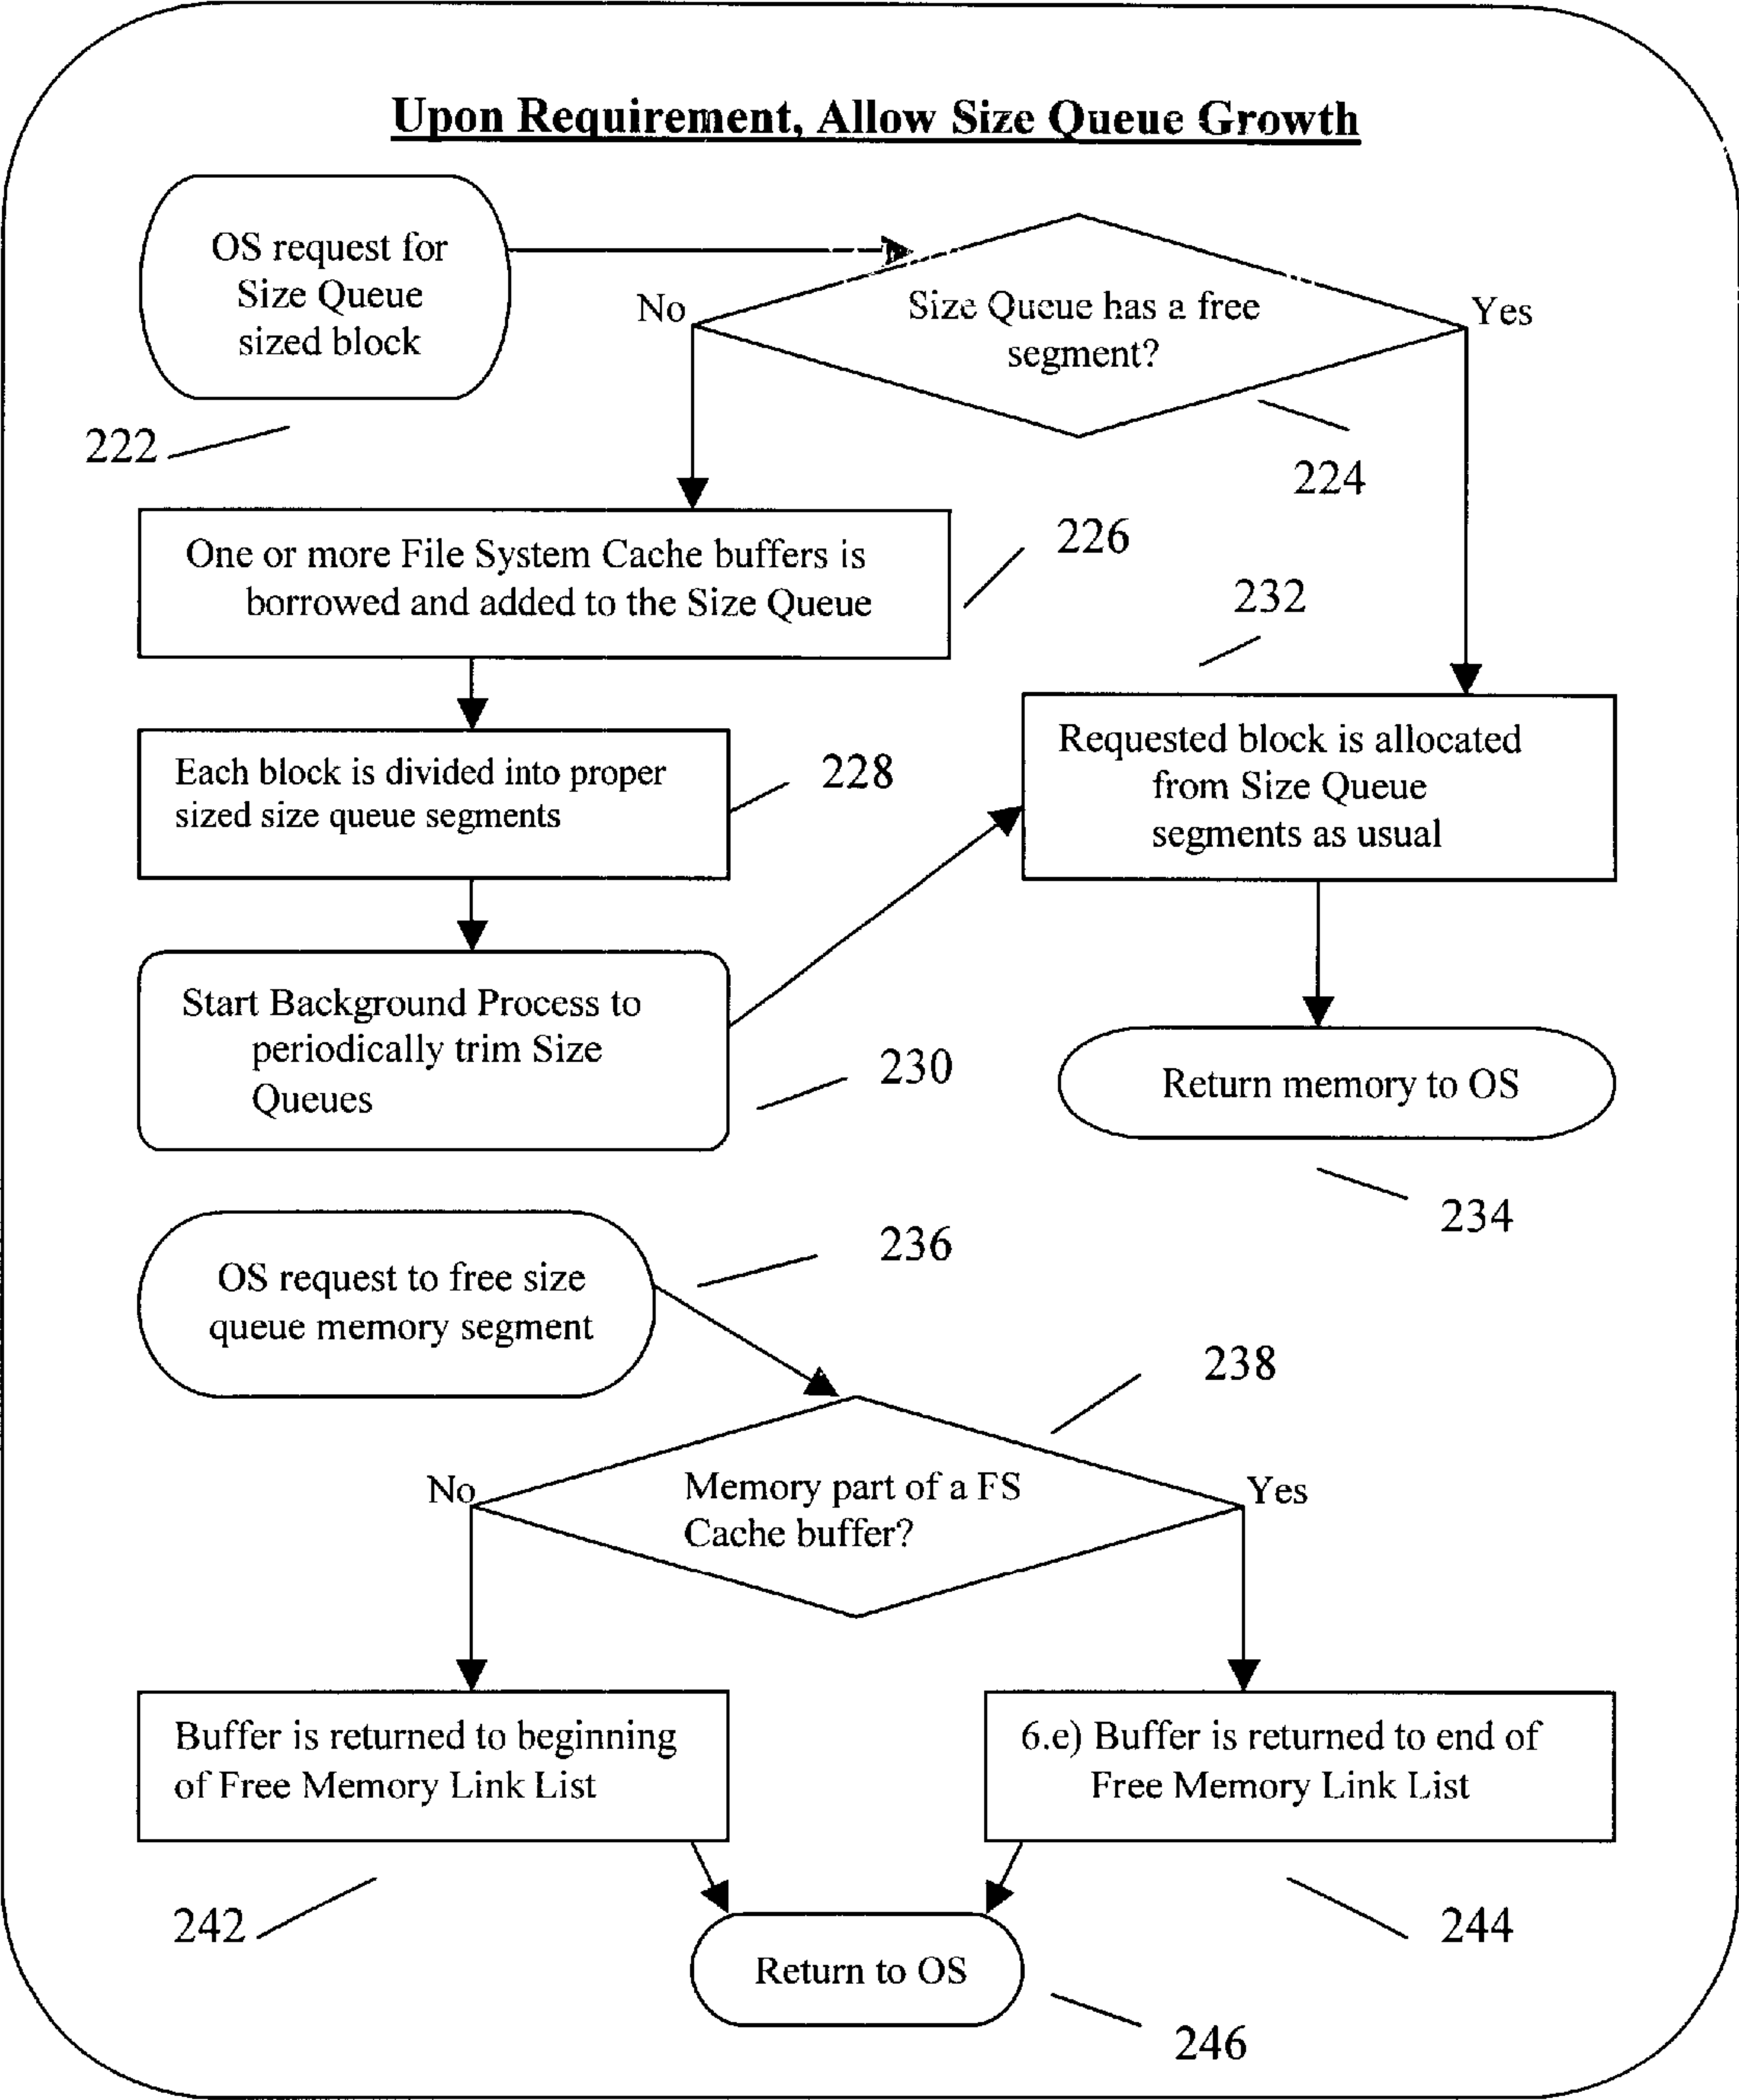 Upon Requirement, Allow Size Queue Growth
OS request for
Size Queue
sized block
No
Size Queue has a free
segment?
Yes
222
224
One or more File System Cache buffers is
borrowed and added to the Size Queue
226
232
Each block is divided into proper
sized size queue segments
228
Requested block is allocated
from Size Queue
segments as usual
Start Background Process to
periodically trim Size
Queues
230
Return memory to OS
234
OS request to free size
queue memory segment
236
238
No
Memory part of a FS
Cache buffer?
Yes
Buffer is returned to beginning
of Free Memory Link List
6.e) Buffer is returned to end of
Free Memory Link List
242
244
Return to OS
246